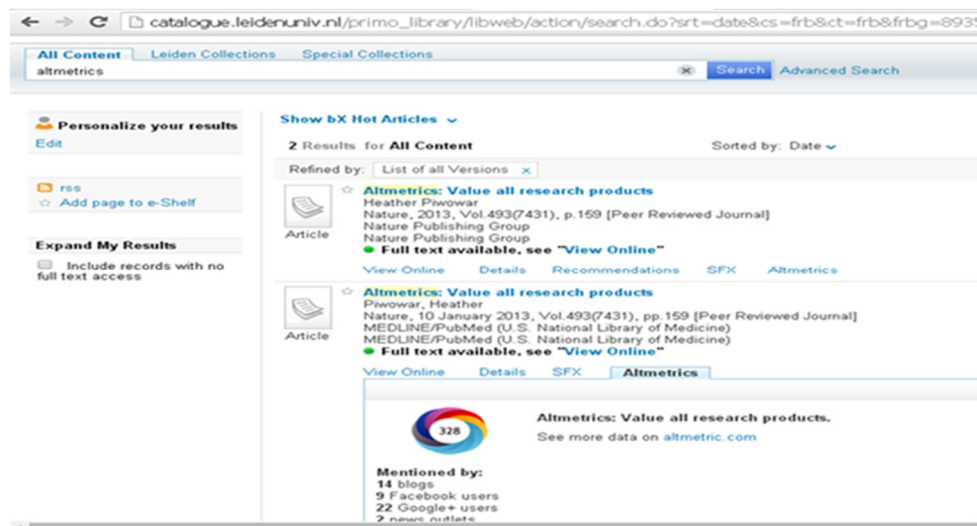 catalogue.leidenuniv.nl/primo_library/libweb/action/search.do?srt=date&cs=frb&ct=frb&frbg=8935
All Content Leiden Collections Special Collections
altmetrics Search Advanced Search
Personalize your results
Edit
rss
Add page to e-Shelf
Expand My Results
Include records with no
full text access
Show bX Hot Articles
2 Results for All Content Sorted by: Date
Refined by: List of all Versions x
Altmetrics: Value all research products
Heather Piwowar
Nature, 2013, Vol.493(7431), p.159 [Peer Reviewed Journal]
Nature Publishing Group
Nature Publishing Group
Article
Full text available, see "View Online"
View Online Details Recommendations SFX Altmetrics
Altmetrics: Value all research products
Piwowar, Heather
Nature, 10 January 2013, Vol.493(7431), pp.159 [Peer Reviewed Journal]
MEDLINE/PubMed (U.S. National Library of Medicine)
MEDLINE/PubMed (U.S. National Library of Medicine)
Article
Full text available, see "View Online"
View Online Details SFX Altmetrics
328
Altmetrics: Value all research products.
See more data on altmetric.com
Mentioned by:
14 blogs
9 Facebook users
22 Google+ users
2 news outlets